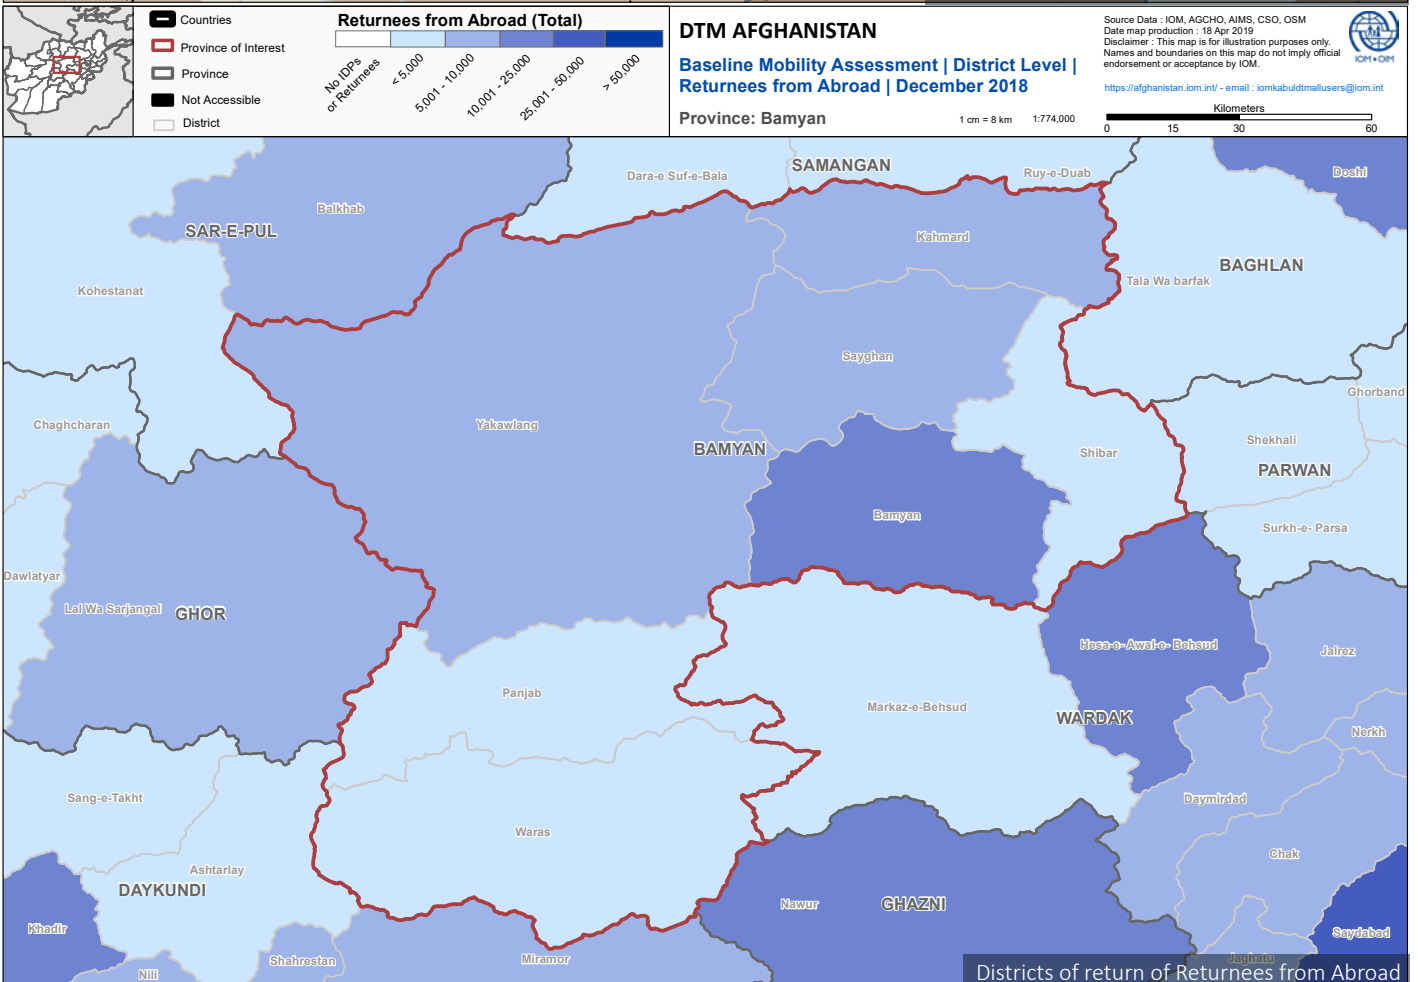 Countries
Province of Interest
Province
Not Accessible
District
Returnees from Abroad (Total)
No IDPs
or Returnees
< 5,000
5,001 - 10,000
10,001 - 25,000
25,001 - 50,000
> 50,000
DTM AFGHANISTAN
Baseline Mobility Assessment | District Level |
Returnees from Abroad | December 2018
Province: Bamyan
1 cm = 8 km
1:774,000
Source Data : IOM, AGCHO, AIMS, CSO, OSM
Date map production : 18 Apr 2019
Disclaimer : This map is for illustration purposes only.
Names and boundaries on this map do not imply official
endorsement or acceptance by IOM.
https://afghanistan.iom.int/ - email : iomkabuldtmallusers@iom.int
IOM • OIM
Kilometers
0 15 30 60
Dara-e Suf-e-Bala
SAMANGAN
Ruy-e-Duab
Doshi
Balkhab
SAR-E-PUL
Kahmard
BAGHLAN
Tala Wa barfak
Kohestanat
Sayghan
Ghorband
Chaghcharan
Yakawlang
BAMYAN
Shibar
Shekhali
PARWAN
Bamyan
Surkh-e- Parsa
Dawlatyar
Lal Wa Sarjangal
GHOR
Hesa-e- Awal-e- Behsud
Jalrez
Panjab
Markaz-e-Behsud
WARDAK
Nerkh
Sang-e-Takht
Daymirdad
Waras
Chak
Ashtarlay
DAYKUNDI
Nawur
GHAZNI
Khadir
Saydabad
Shahrestan
Miramor
Jaghatu
Nili
Districts of return of Returnees from Abroad